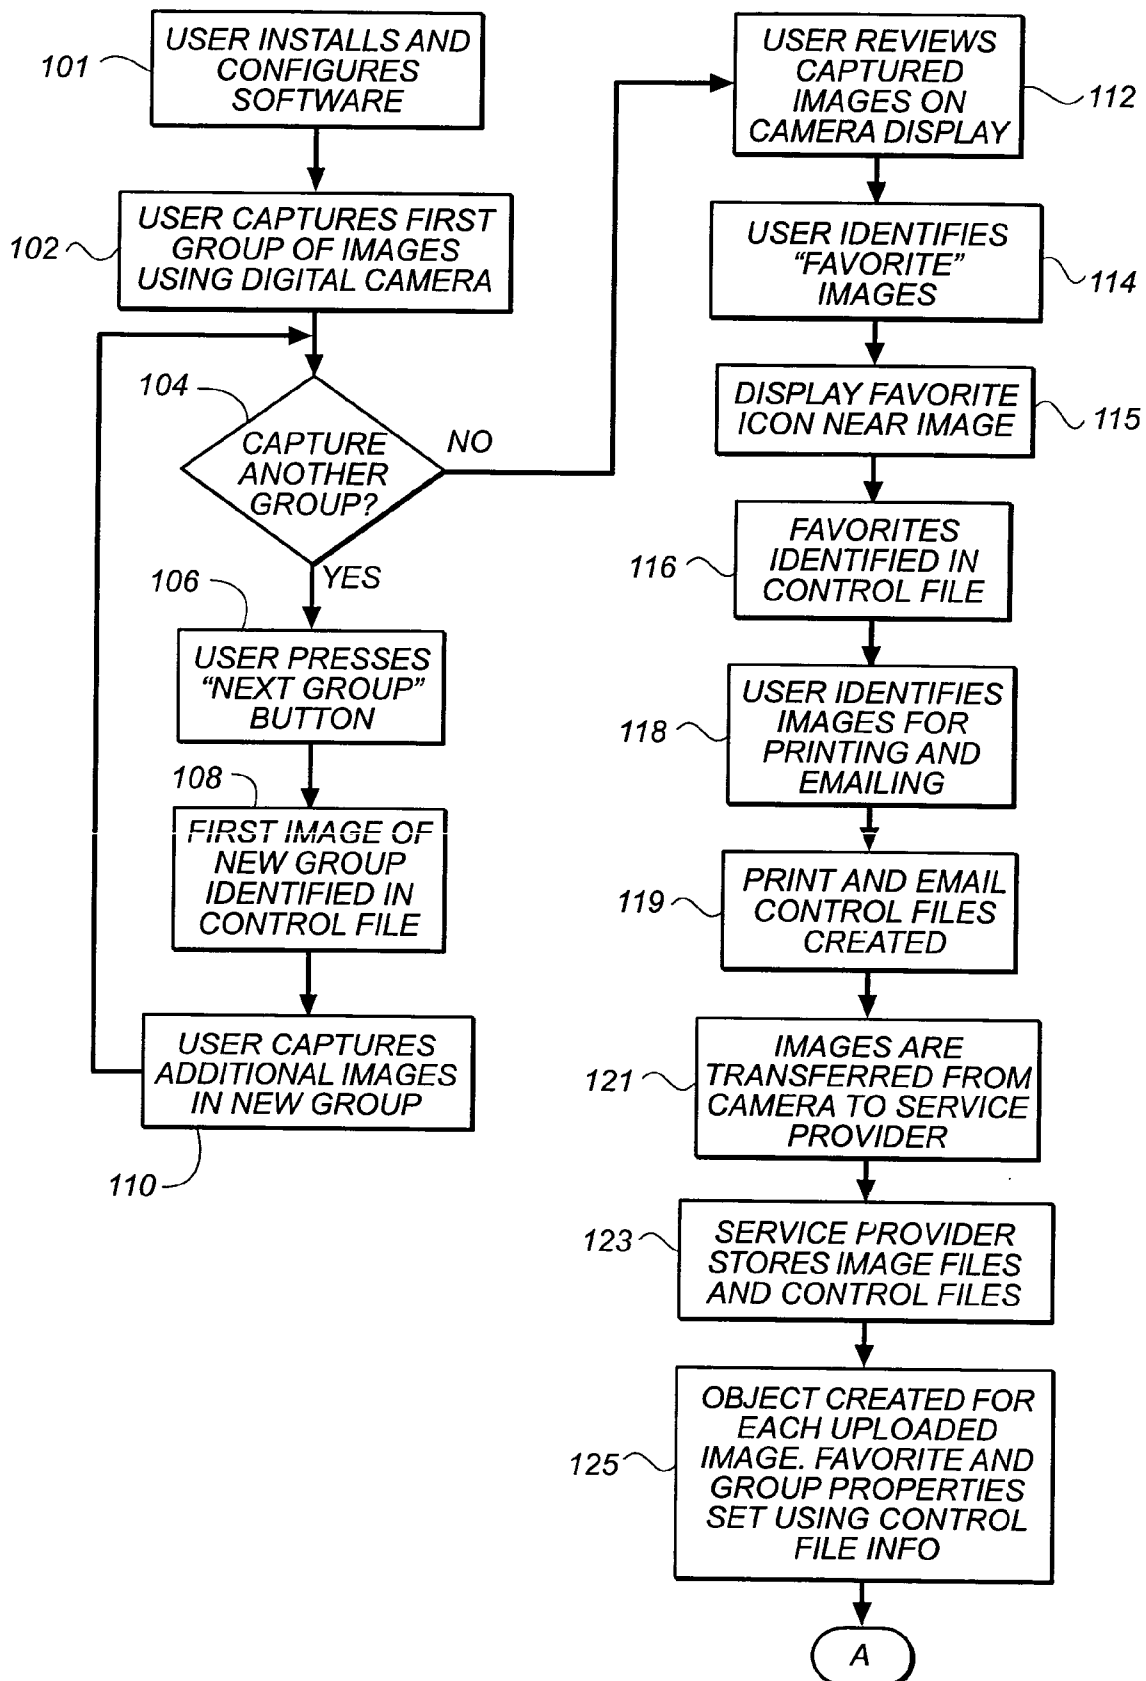 101
USER INSTALLS AND
CONFIGURES
SOFTWARE
102
USER CAPTURES FIRST
GROUP OF IMAGES
USING DIGITAL CAMERA
104
CAPTURE
ANOTHER
GROUP?
NO
YES
106
USER PRESSES
“NEXT GROUP”
BUTTON
108
FIRST IMAGE OF
NEW GROUP
IDENTIFIED IN
CONTROL FILE
USER CAPTURES
ADDITIONAL IMAGES
IN NEW GROUP
110
USER REVIEWS
CAPTURED
IMAGES ON
CAMERA DISPLAY
112
USER IDENTIFIES
“FAVORITE”
IMAGES
114
DISPLAY FAVORITE
ICON NEAR IMAGE
115
FAVORITES
IDENTIFIED IN
CONTROL FILE
116
USER IDENTIFIES
IMAGES FOR
PRINTING AND
EMAILING
118
PRINT AND EMAIL
CONTROL FILES
CREATED
119
IMAGES ARE
TRANSFERRED FROM
CAMERA TO SERVICE
PROVIDER
121
SERVICE PROVIDER
STORES IMAGE FILES
AND CONTROL FILES
123
OBJECT CREATED FOR
EACH UPLOADED
IMAGE. FAVORITE AND
GROUP PROPERTIES
SET USING CONTROL
FILE INFO
125
A